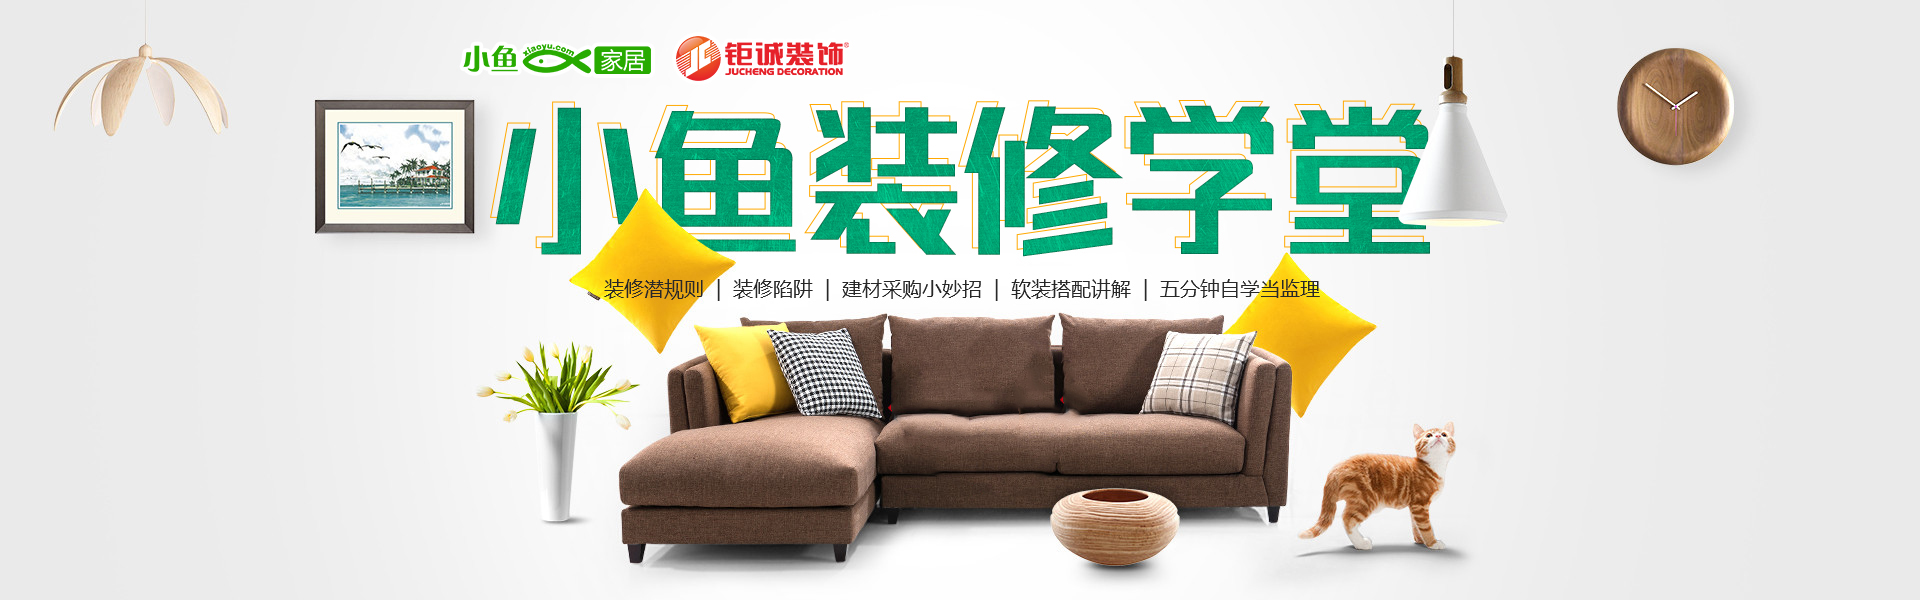 小鱼 xiaoyu.com 家居 钜诚装饰®
JUCHENG DECORATION
小鱼装修学堂
装修潜规则 | 装修陷阱 | 建材采购小妙招 | 软装搭配讲解 | 五分钟自学当监理